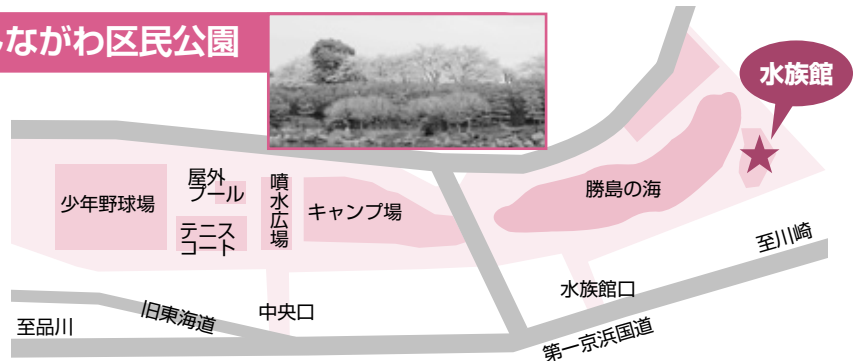 ながわ区民公園
水族館
少年野球場
屋外
プール
テニス
コート
噴水広場
キャンプ場
勝島の海
至川崎
水族館口
中央口
旧東海道
至品川
第一京浜国道